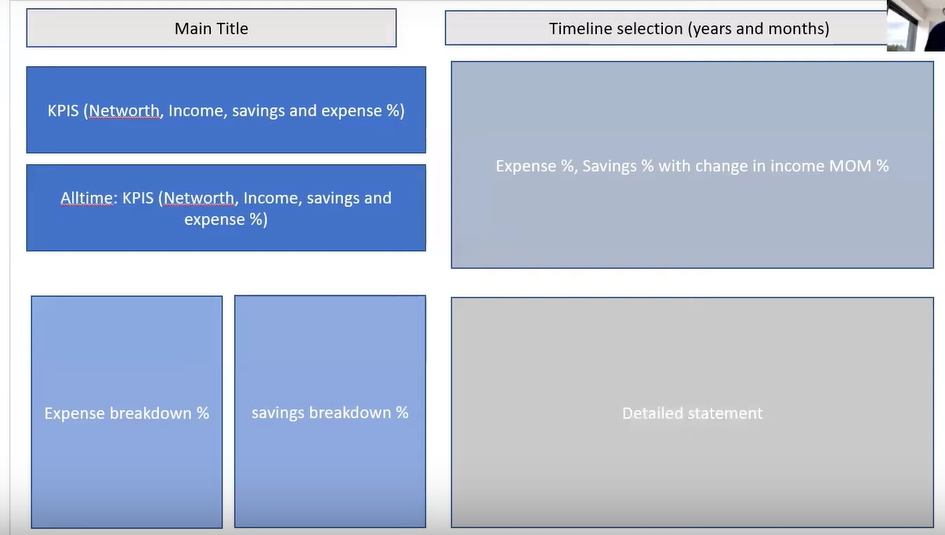 Main Title
Timeline selection (years and months)
KPIS (Networth, Income, savings and expense %)
Alltime: KPIS (Networth, Income, savings and
expense %)
Expense %, Savings % with change in income MOM %
Expense breakdown %
savings breakdown %
Detailed statement